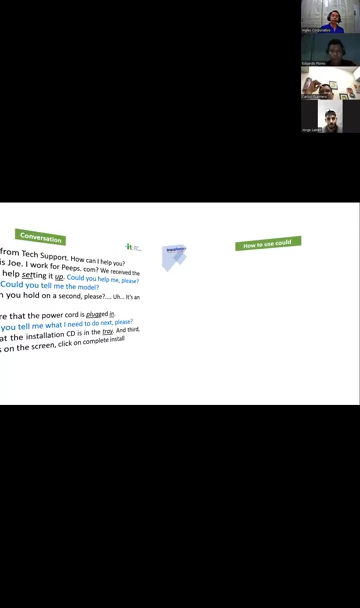 Eduardo Flores
Conversation
How to use could
from Tech Support. How can I help you?
is Joe. I work for Peeps. com? We received the
help setting it up. Could you help me, please?
Could you tell me the model?
n you hold on a second, please?.... Uh... It's an
re that the power cord is plugged in.
you tell me what I need to do next, please?
at the installation CD is in the tray. And third,
s on the screen, click on complete install